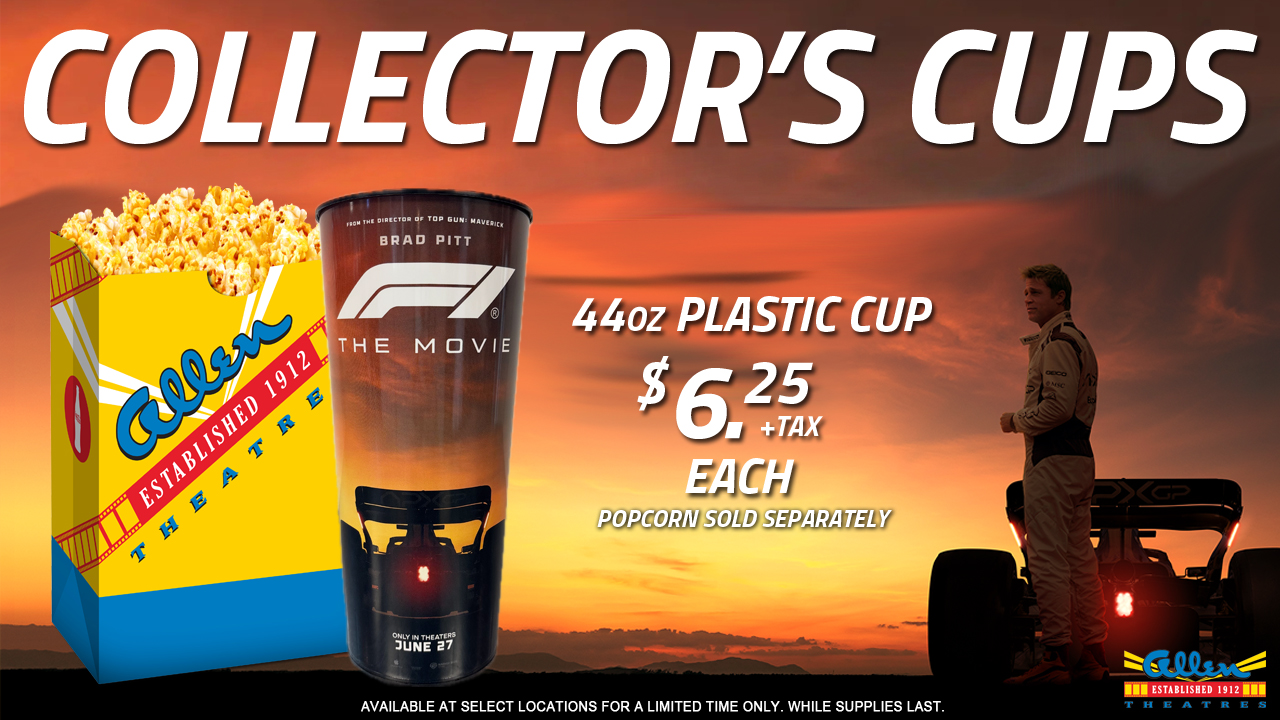 COLLECTOR'S CUPS
Allen
ESTABLISHED 1912
THEATRE
FROM THE DIRECTOR OF TOP GUN: MAVERICK
BRAD PITT
F1®
THE MOVIE
ONLY IN THEATERS
JUNE 27
44OZ PLASTIC CUP
$6.25
+TAX
EACH
POPCORN SOLD SEPARATELY
GEICO
APXGP
Allen
ESTABLISHED 1912
THEATRES
AVAILABLE AT SELECT LOCATIONS FOR A LIMITED TIME ONLY. WHILE SUPPLIES LAST.